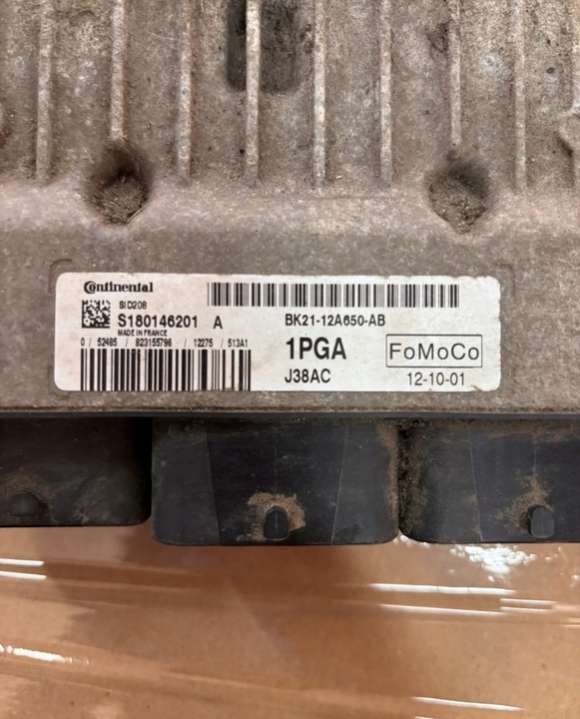 Continental
SID208
S180146201 A
BK21-12A650-AB
MADE IN FRANCE
0 / 52485 / 823155796 / 12275 / 513A1
1PGA
FoMoCo
J38AC
12-10-01